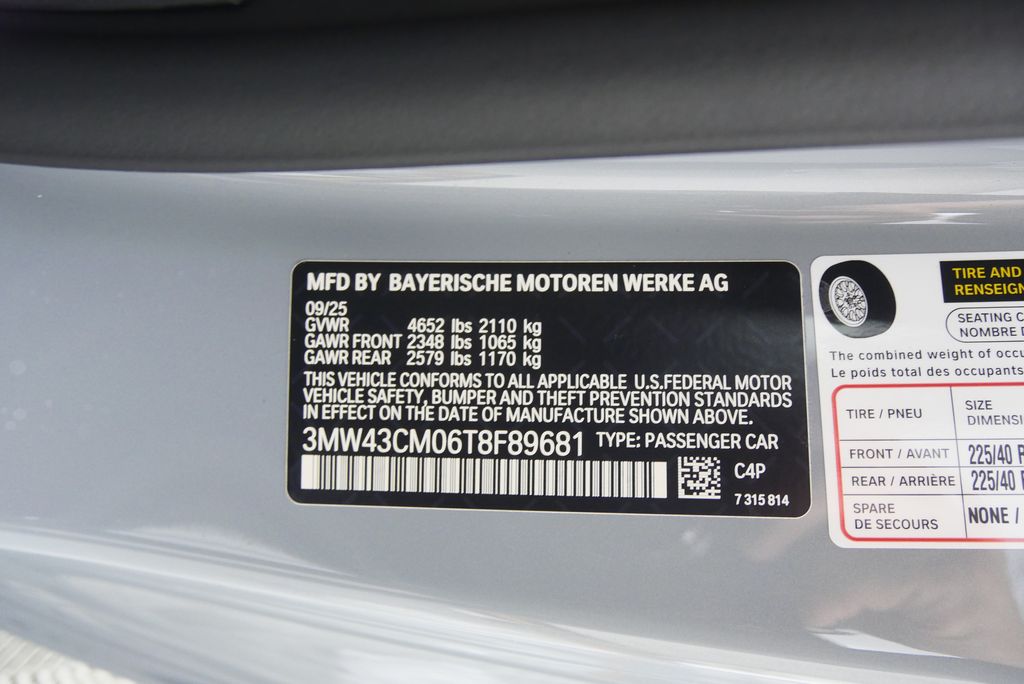 MFD BY BAYERISCHE MOTOREN WERKE AG
09/25
GVWR 4652 lbs 2110 kg
GAWR FRONT 2348 lbs 1065 kg
GAWR REAR 2579 lbs 1170 kg
THIS VEHICLE CONFORMS TO ALL APPLICABLE U.S.FEDERAL MOTOR
VEHICLE SAFETY, BUMPER AND THEFT PREVENTION STANDARDS
IN EFFECT ON THE DATE OF MANUFACTURE SHOWN ABOVE.
3MW43CM06T8F89681 TYPE: PASSENGER CAR
C4P
7 315 814
TIRE AND
RENSEIGN
SEATING C
NOMBRE D
The combined weight of occu
Le poids total des occupants
TIRE / PNEU
SIZE
DIMENSI
FRONT / AVANT 225/40 R
REAR / ARRIÈRE 225/40 R
SPARE
DE SECOURS
NONE /